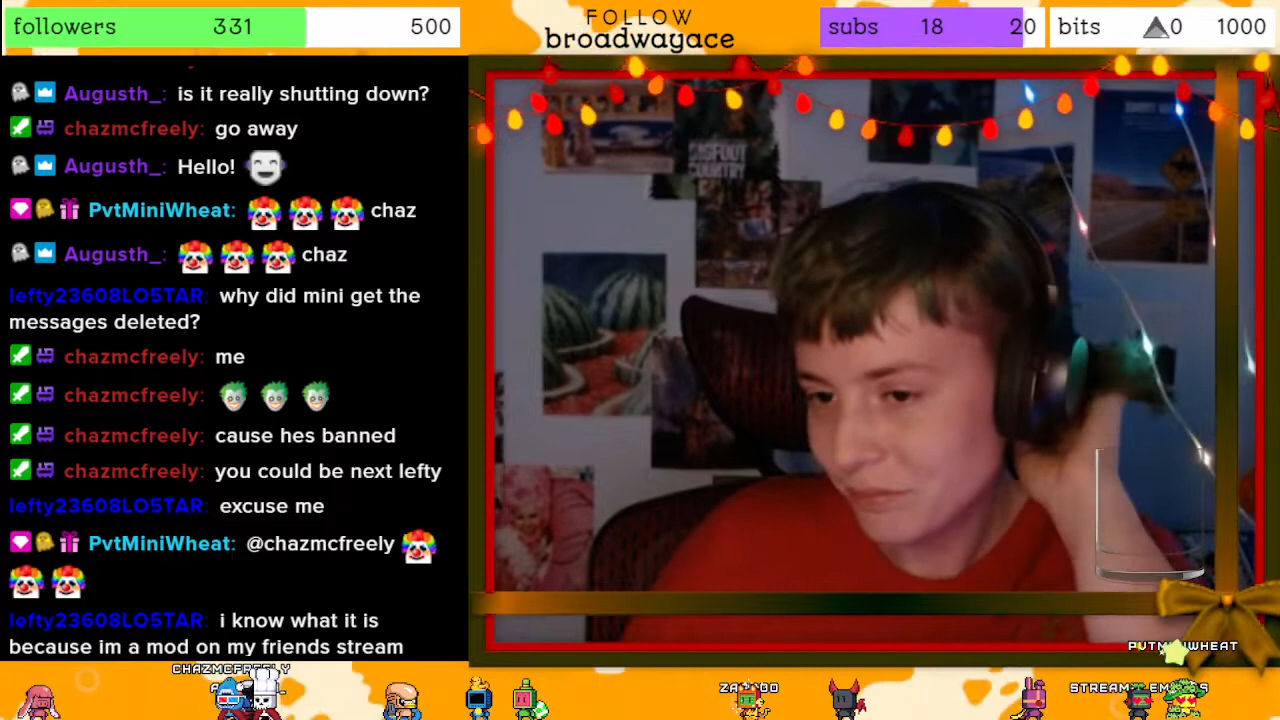 followers 331 500
FOLLOW
broadwayace
subs 18 20
bits 0 1000
Augusth_: is it really shutting down?
chazmcfreely: go away
Augusth_: Hello!
PvtMiniWheat: chaz
Augusth_: chaz
lefty23608LO5TAR: why did mini get the
messages deleted?
chazmcfreely: me
chazmcfreely:
chazmcfreely: cause hes banned
chazmcfreely: you could be next lefty
lefty23608LO5TAR: excuse me
PvtMiniWheat: @chazmcfreely
lefty23608LO5TAR: i know what it is
because im a mod on my friends stream
BIGFOOT
COUNTRY
CHAZMCFREELY